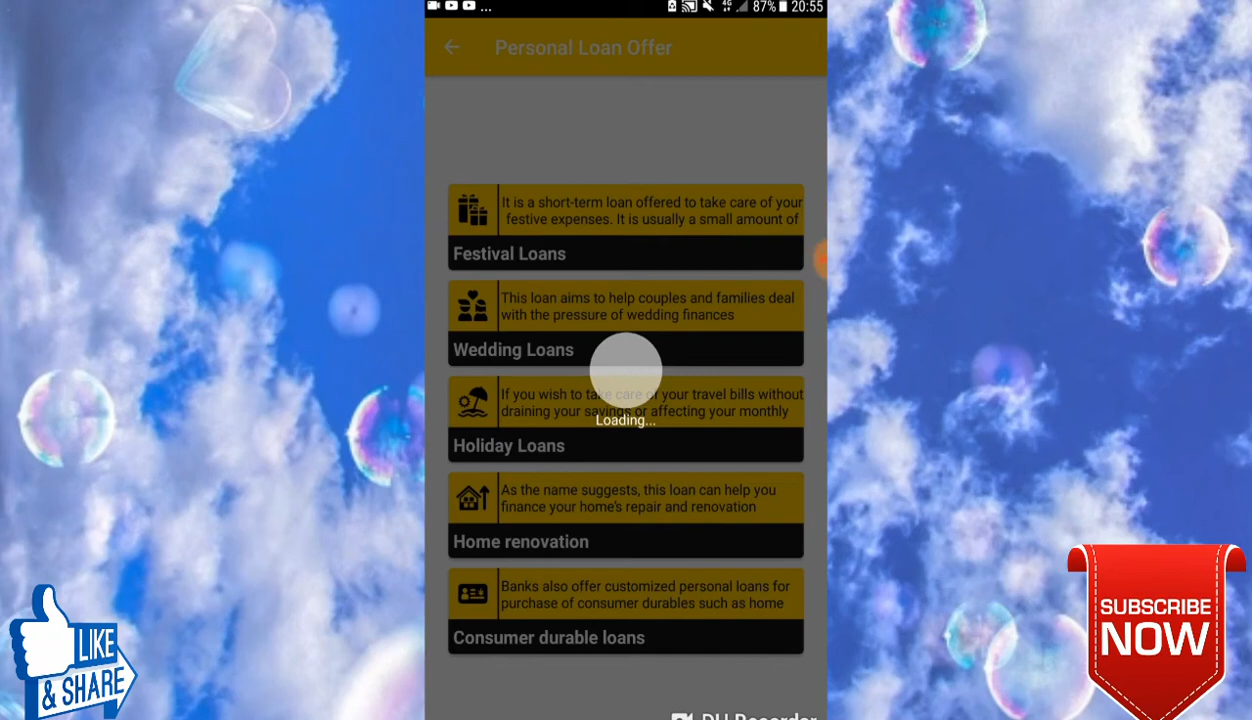 ... 4G 87% 20:55
Personal Loan Offer
It is a short-term loan offered to take care of your
festive expenses. It is usually a small amount of
Festival Loans
This loan aims to help couples and families deal
with the pressure of wedding finances
Wedding Loans
If you wish to take care of your travel bills without
draining your savings or affecting your monthly
Loading...
Holiday Loans
As the name suggests, this loan can help you
finance your home's repair and renovation
Home renovation
Banks also offer customized personal loans for
purchase of consumer durables such as home
Consumer durable loans
DU Recorder
LIKE
& SHARE
SUBSCRIBE
NOW